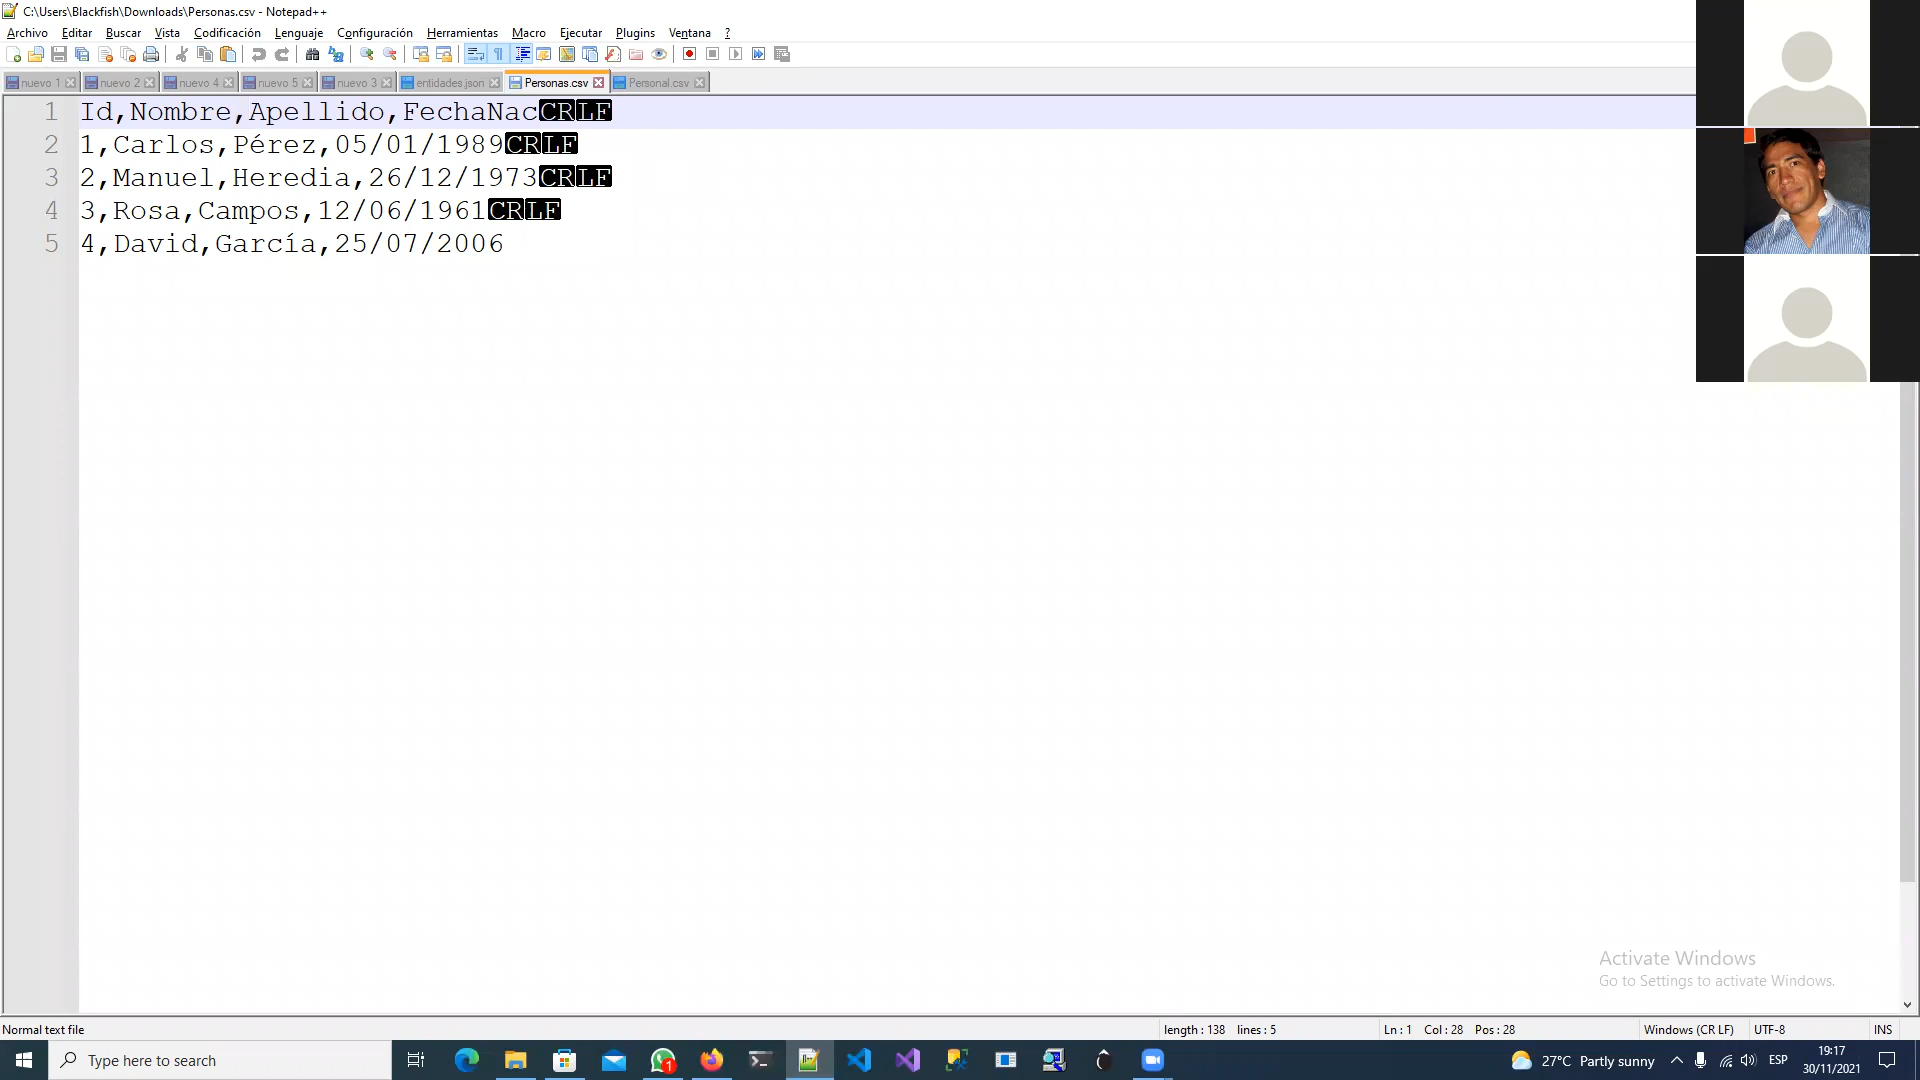 C:\Users\Blackfish\Downloads\Personas.csv - Notepad++
Archivo Editar Buscar Vista Codificación Lenguaje Configuración Herramientas Macro Ejecutar Plugins Ventana ?
nuevo 1 nuevo 2 nuevo 4 nuevo 5 nuevo 3 entidades.json Personas.csv Personal.csv
1 Id,Nombre,Apellido,FechaNacCRLF
2 1,Carlos,Pérez,05/01/1989CRLF
3 2,Manuel,Heredia,26/12/1973CRLF
4 3,Rosa,Campos,12/06/1961CRLF
5 4,David,García,25/07/2006
Activate Windows
Go to Settings to activate Windows.
Normal text file length : 138 lines : 5 Ln : 1 Col : 28 Pos : 28 Windows (CR LF) UTF-8 INS
Type here to search 1 27°C Partly sunny ESP 19:17
30/11/2021